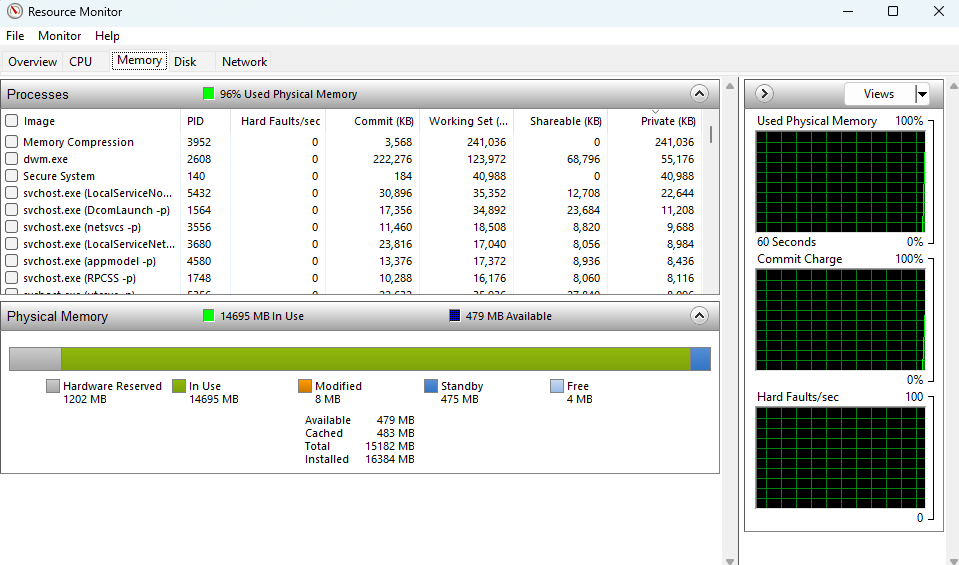 Resource Monitor
File Monitor Help
Overview CPU Memory Disk Network
Processes 96% Used Physical Memory
Image PID Hard Faults/sec Commit (KB) Working Set (... Shareable (KB) Private (KB)
Memory Compression 3952 0 3,568 241,036 0 241,036
dwm.exe 2608 0 222,276 123,972 68,796 55,176
Secure System 140 0 184 40,988 0 40,988
svchost.exe (LocalServiceNo... 5432 0 30,896 35,352 12,708 22,644
svchost.exe (DcomLaunch -p) 1564 0 17,356 34,892 23,684 11,208
svchost.exe (netsvcs -p) 3556 0 11,460 18,508 8,820 9,688
svchost.exe (LocalServiceNet... 3680 0 23,816 17,040 8,056 8,984
svchost.exe (appmodel -p) 4580 0 13,376 17,372 8,936 8,436
svchost.exe (RPCSS -p) 1748 0 10,288 16,176 8,060 8,116
Physical Memory 14695 MB In Use 479 MB Available
Hardware Reserved In Use Modified Standby Free
1202 MB 14695 MB 8 MB 475 MB 4 MB
Available 479 MB
Cached 483 MB
Total 15182 MB
Installed 16384 MB
Views
Used Physical Memory 100%
60 Seconds 0%
Commit Charge 100%
0%
Hard Faults/sec 100
0